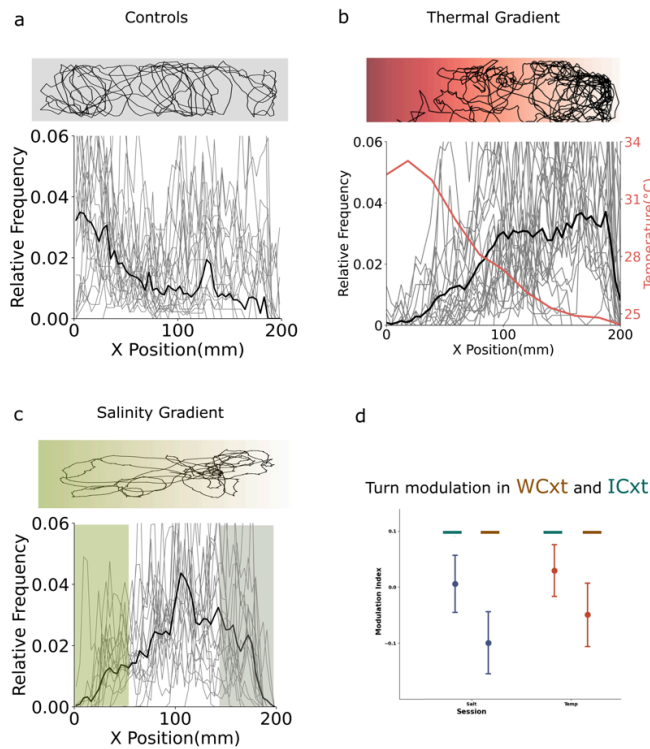 a
Controls
0.06
0.04
0.02
0.00
0
100
200
Relative Frequency
X Position(mm)
b
Thermal Gradient
0.06
0.04
0.02
0
0
100
200
Relative Frequency
X Position(mm)
34
31
28
25
Temperature(°C)
c
Salinity Gradient
0.06
0.04
0.02
0.00
0
100
200
Relative Frequency
X Position(mm)
d
Turn modulation in WCxt and ICxt
0.1
0.0
-0.1
Modulation Index
Salt
Temp
Session